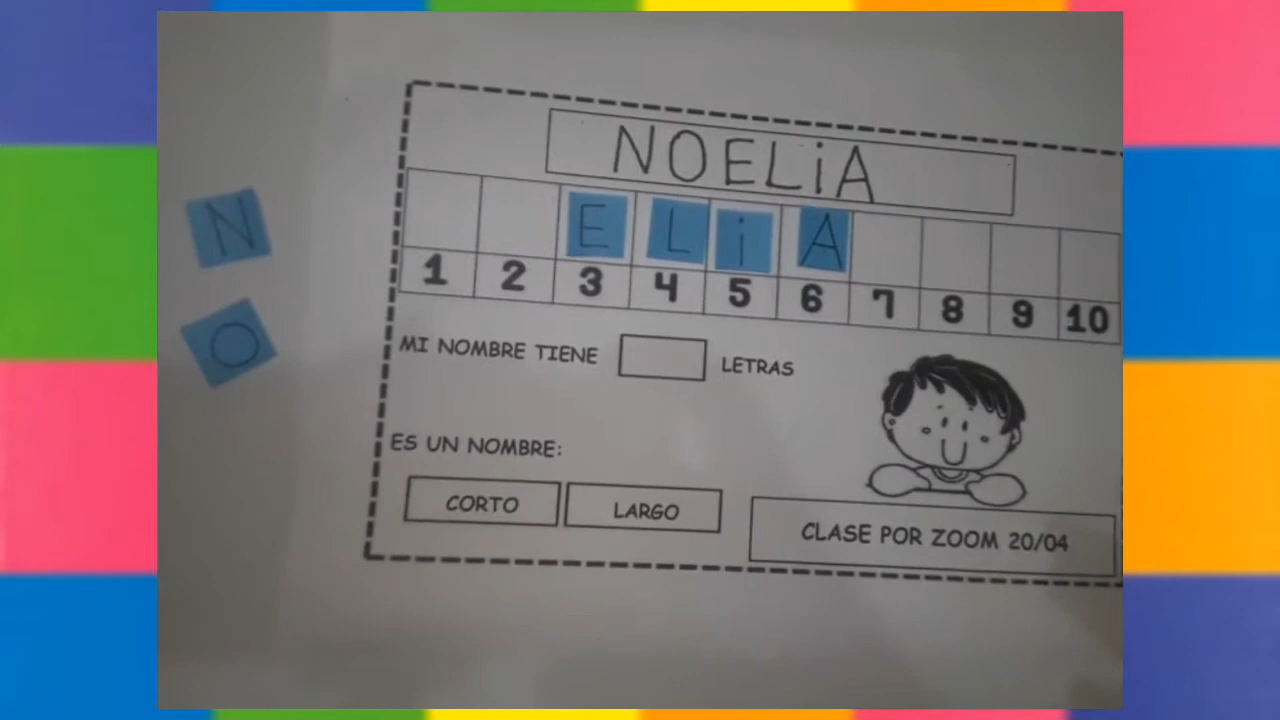 NOELiA
N
E L i A
O
1 2 3 4 5 6 7 8 9 10
MI NOMBRE TIENE LETRAS
ES UN NOMBRE:
CORTO LARGO
CLASE POR ZOOM 20/04